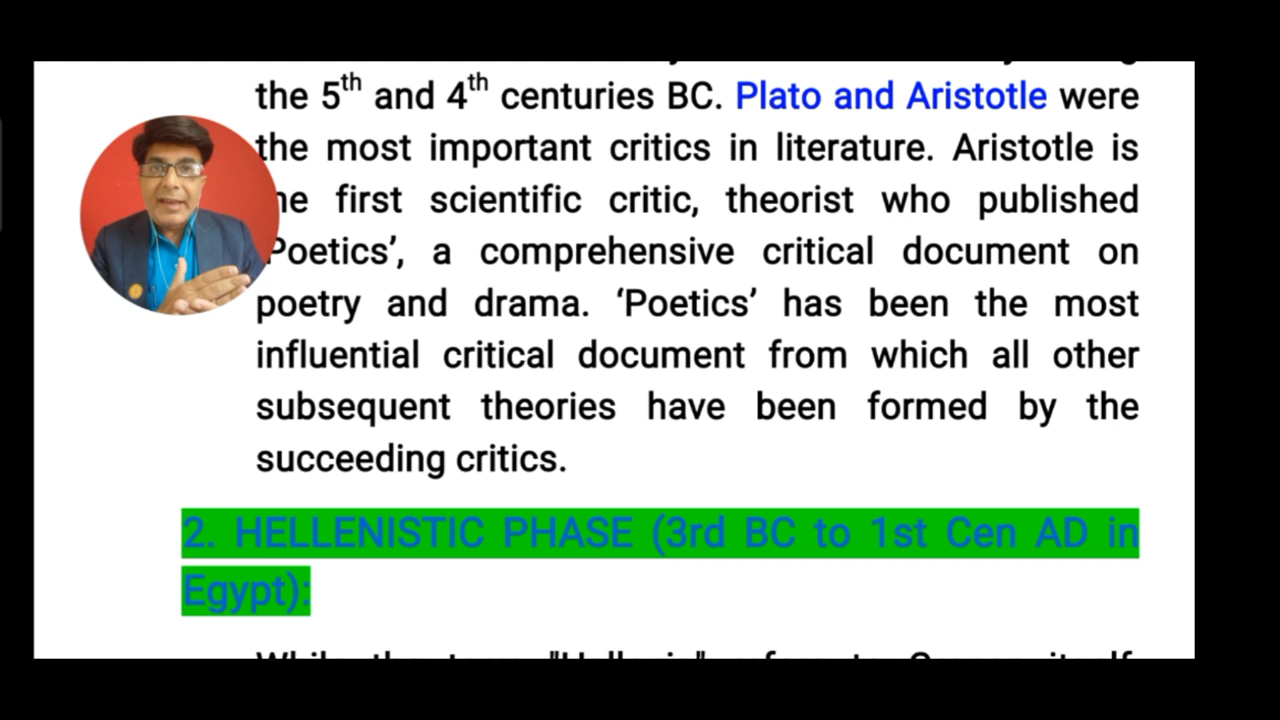 the 5th and 4th centuries BC. Plato and Aristotle were
the most important critics in literature. Aristotle is
first scientific critic, theorist who published
Poetics’, a comprehensive critical document on
poetry and drama. ‘Poetics’ has been the most
influential critical document from which all other
subsequent theories have been formed by the
succeeding critics.
2. HELLENISTIC PHASE (3rd BC to 1st Cen AD in
Egypt):